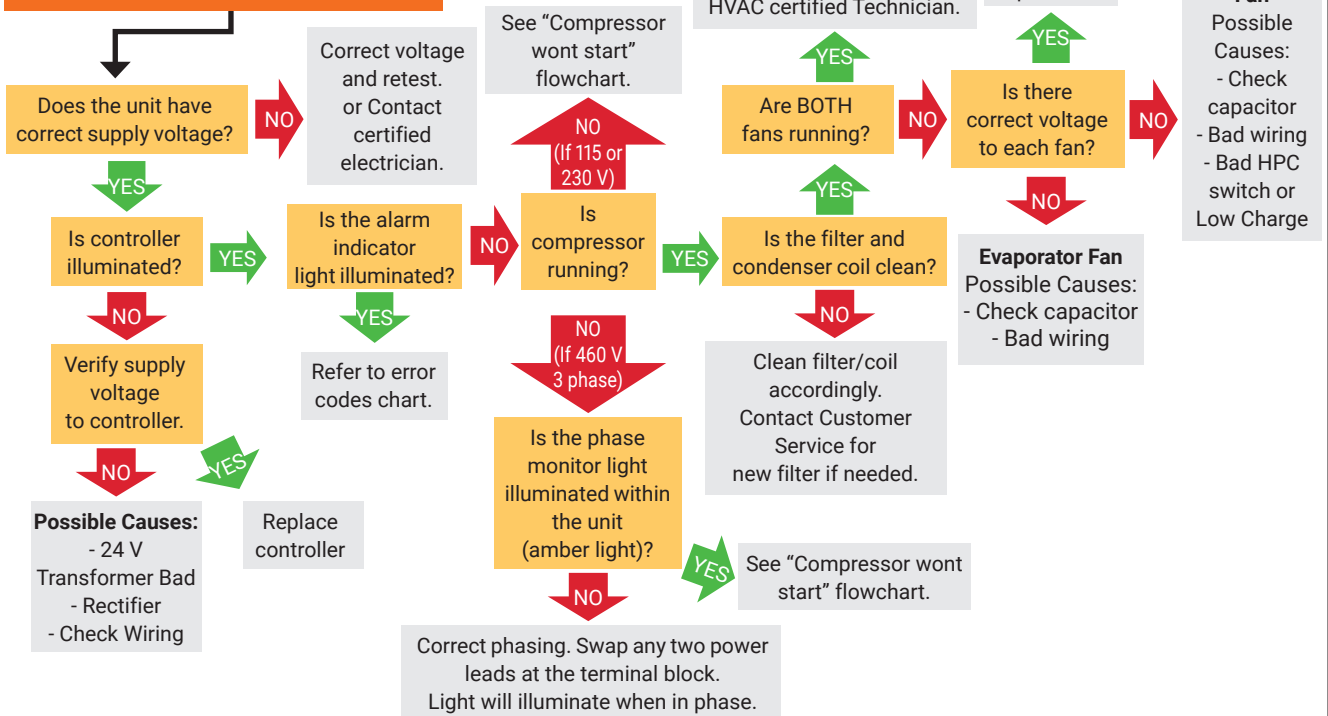 See “Compressor
wont start”
flowchart.
HVAC certified Technician.
Fan
Possible
Causes:
- Check
capacitor
- Bad wiring
- Bad HPC
switch or
Low Charge
Correct voltage
and retest.
or Contact
certified
electrician.
YES
YES
Does the unit have
correct supply voltage?
NO
NO
(If 115 or
230 V)
Are BOTH
fans running?
NO
Is there
correct voltage
to each fan?
NO
YES
YES
NO
Is controller
illuminated?
YES
Is the alarm
indicator
light illuminated?
NO
Is
compressor
running?
YES
Is the filter and
condenser coil clean?
Evaporator Fan
Possible Causes:
- Check capacitor
- Bad wiring
NO
YES
NO
(If 460 V
3 phase)
NO
Verify supply
voltage
to controller.
Refer to error
codes chart.
Clean filter/coil
accordingly.
Contact Customer
Service for
new filter if needed.
NO
YES
Is the phase
monitor light
illuminated within
the unit
(amber light)?
Possible Causes:
- 24 V
Transformer Bad
- Rectifier
- Check Wiring
Replace
controller
YES
See “Compressor wont
start” flowchart.
NO
Correct phasing. Swap any two power
leads at the terminal block.
Light will illuminate when in phase.